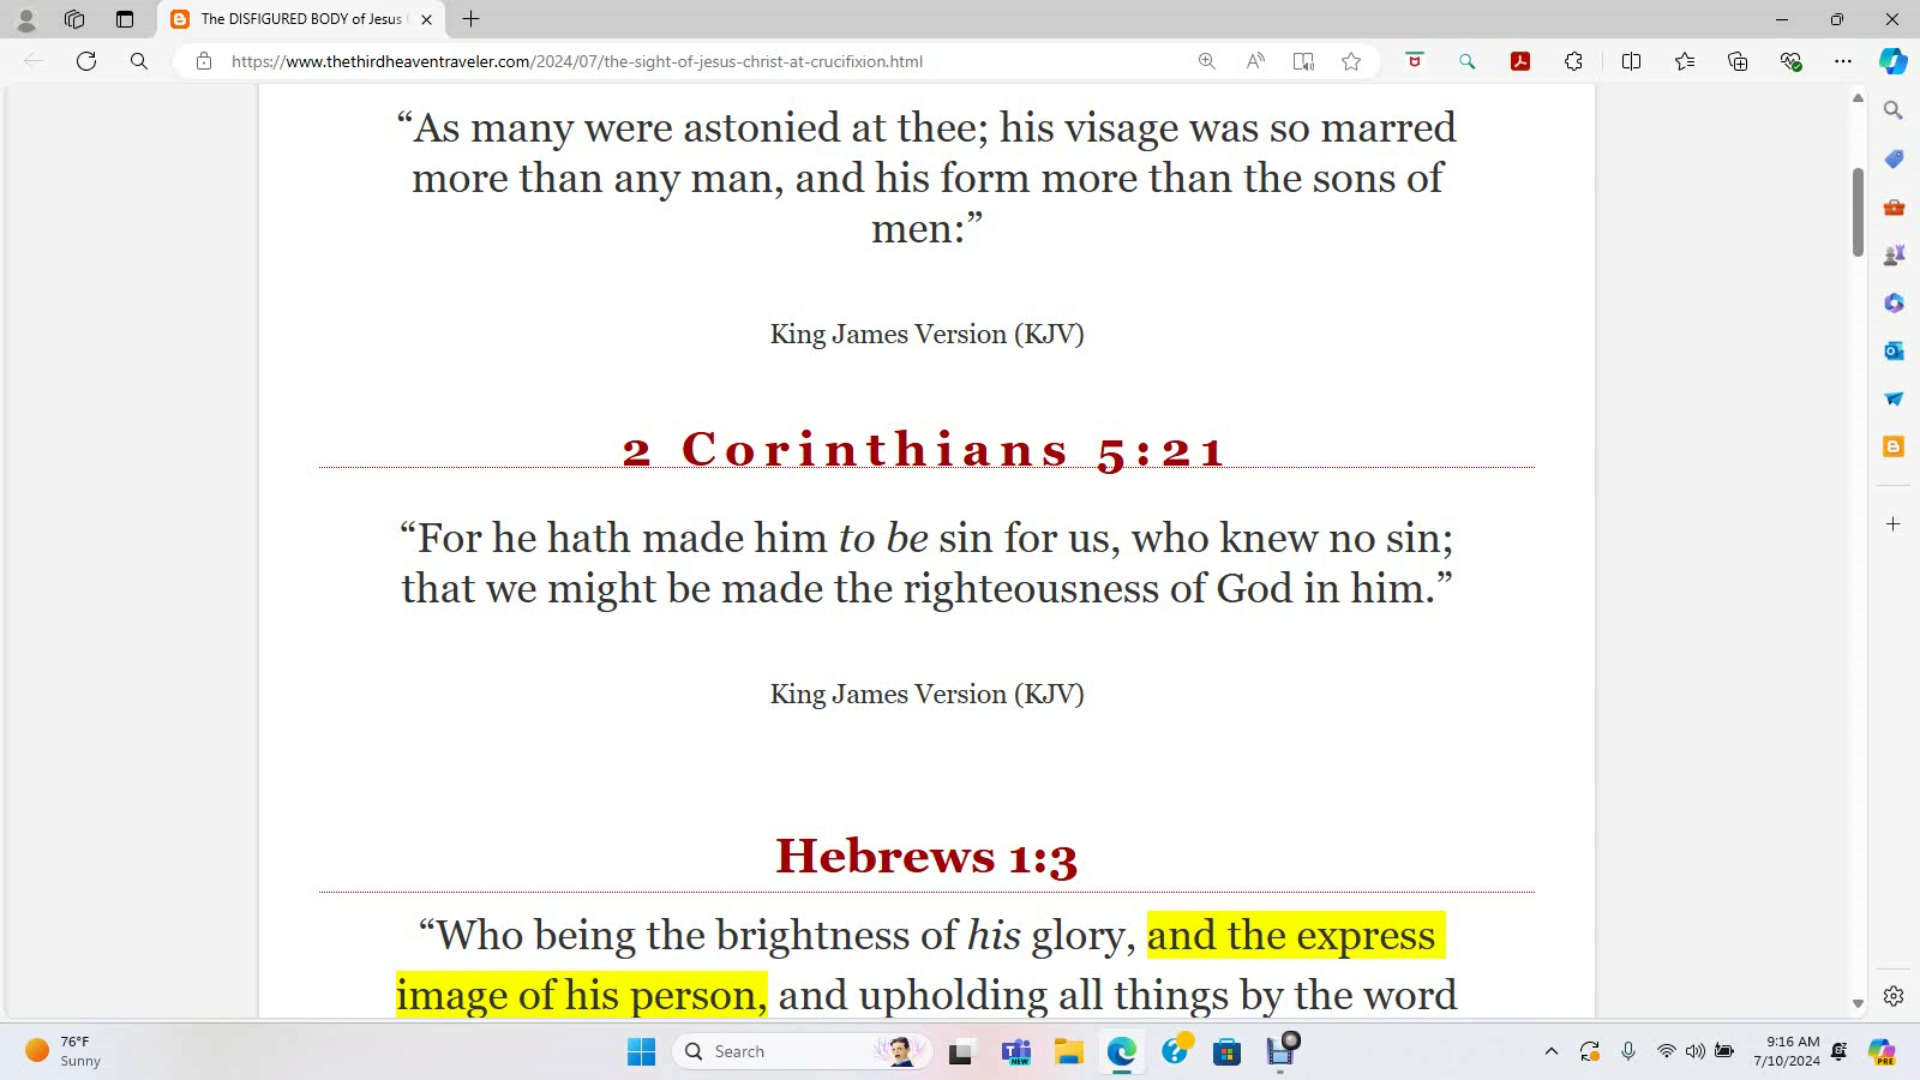 The DISFIGURED BODY of Jesus
https://www.thethirdheaventraveler.com/2024/07/the-sight-of-jesus-christ-at-crucifixion.html
“As many were astonied at thee; his visage was so marred
more than any man, and his form more than the sons of
men:”
King James Version (KJV)
2 Corinthians 5:21
“For he hath made him to be sin for us, who knew no sin;
that we might be made the righteousness of God in him.”
King James Version (KJV)
Hebrews 1:3
“Who being the brightness of his glory, and the express
image of his person, and upholding all things by the word
76°F
Sunny
Search
NEW
9:16 AM
7/10/2024
PRE